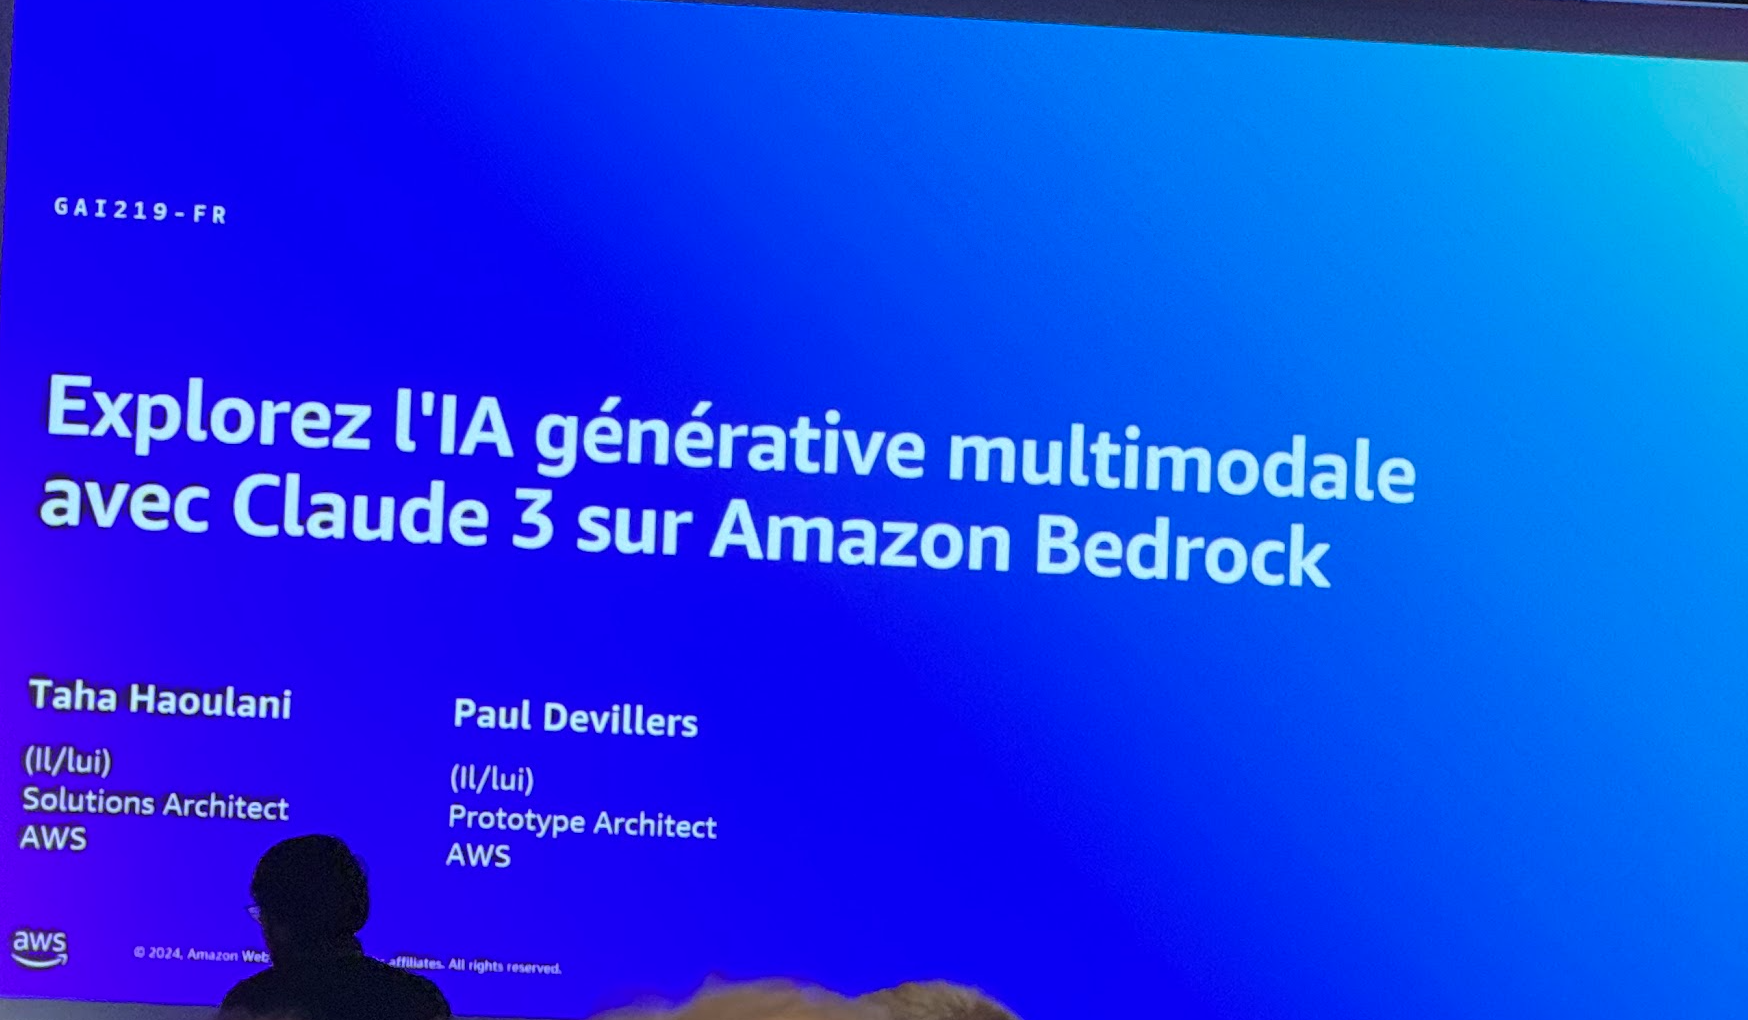 GAI219-FR
Explorez l'IA générative multimodale
avec Claude 3 sur Amazon Bedrock
Taha Haoulani
(Il/lui)
Solutions Architect
AWS
Paul Devillers
(Il/lui)
Prototype Architect
AWS
aws
© 2024, Amazon Web affiliates. All rights reserved.